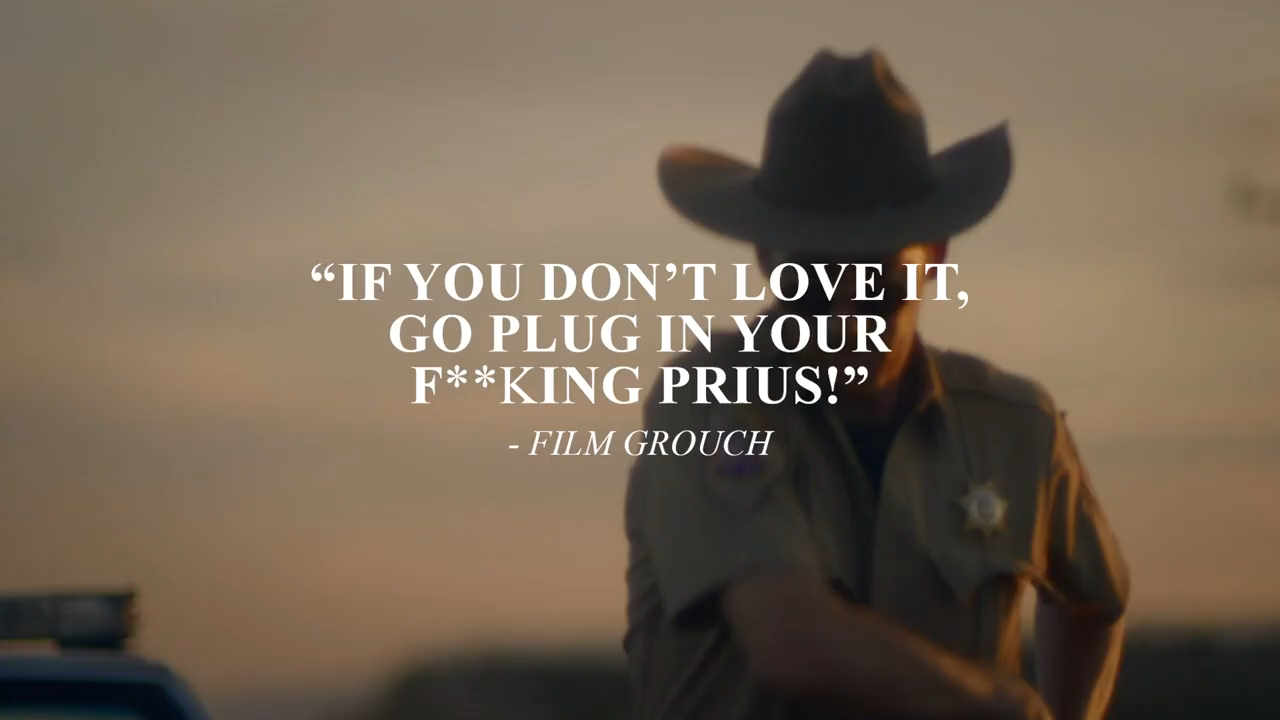 “IF YOU DON’T LOVE IT,
GO PLUG IN YOUR
F**KING PRIUS!”
- FILM GROUCH